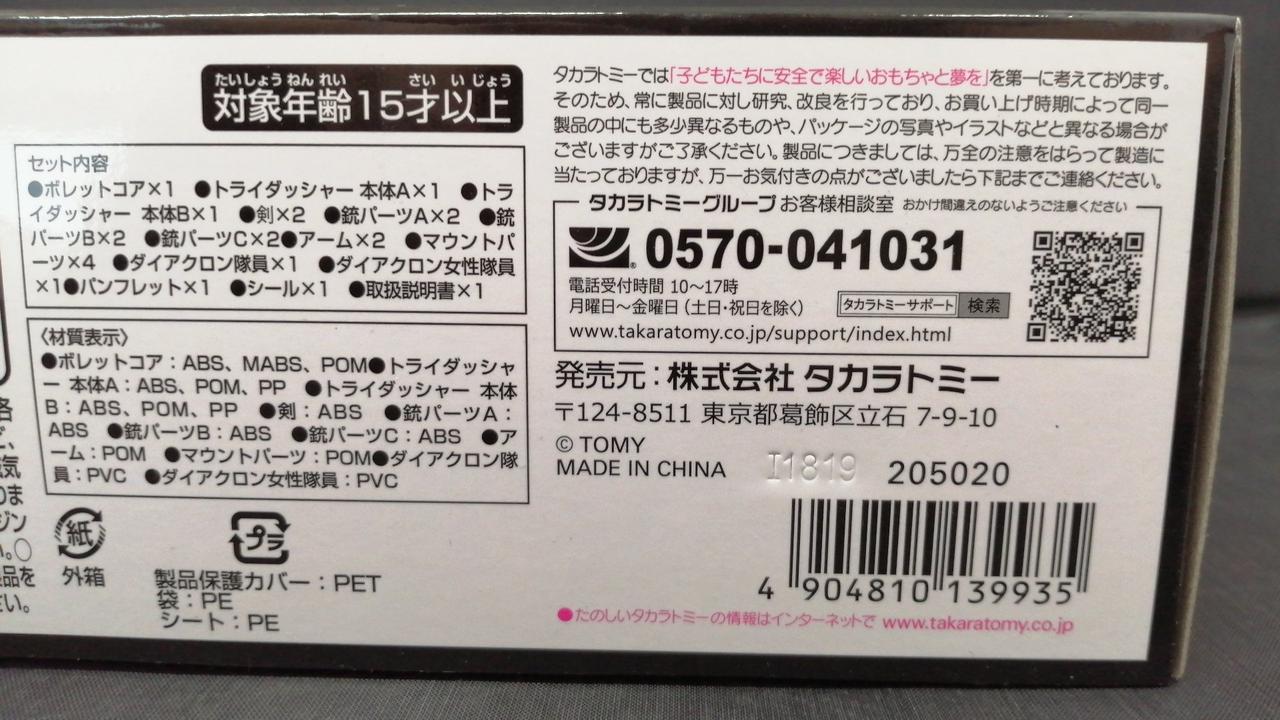 たいしょうねんれい さいいじょう
対象年齢15才以上
セット内容
●ボレットコア×1 ●トライダッシャー 本体A×1 ●トラ
イダッシャー 本体B×1 ●剣×2 ●銃パーツA×2 ●銃
パーツB×2 ●銃パーツC×2●アーム×2 ●マウントパ
ーツ×4 ●ダイアクロン隊員×1 ●ダイアクロン女性隊員
×1●パンフレット×1 ●シール×1 ●取扱説明書×1
〈材質表示〉
●ボレットコア：ABS、MABS、POM●トライダッシャ
ー 本体A：ABS、POM、PP ●トライダッシャー 本体
B：ABS、POM、PP ●剣：ABS ●銃パーツA：
ABS ●銃パーツB：ABS ●銃パーツC：ABS ●ア
ーム：POM ●マウントパーツ：POM●ダイアクロン隊
員：PVC ●ダイアクロン女性隊員：PVC
紙
外箱
プラ
製品保護カバー：PET
袋：PE
シート：PE
タカラトミーでは「子どもたちに安全で楽しいおもちゃと夢を」を第一に考えております。
そのため、常に製品に対し研究、改良を行っており、お買い上げ時期によって同一
製品の中にも多少異なるものや、パッケージの写真やイラストなどと異なる場合が
ございますがご了承ください。製品につきましては、万全の注意をはらって製造に
当たっておりますが、万一お気付きの点がございましたら下記までご連絡ください。
タカラトミーグループ お客様相談室 おかけ間違えのないようご注意ください
0570-041031
電話受付時間 10～17時
月曜日～金曜日（土日・祝日を除く）
タカラトミーサポート 検索
www.takaratomy.co.jp/support/index.html
発売元：株式会社 タカラトミー
〒124-8511 東京都葛飾区立石 7-9-10
© TOMY
MADE IN CHINA I1819 205020
4 904810 139935
●たのしいタカラトミーの情報はインターネットで www.takaratomy.co.jp